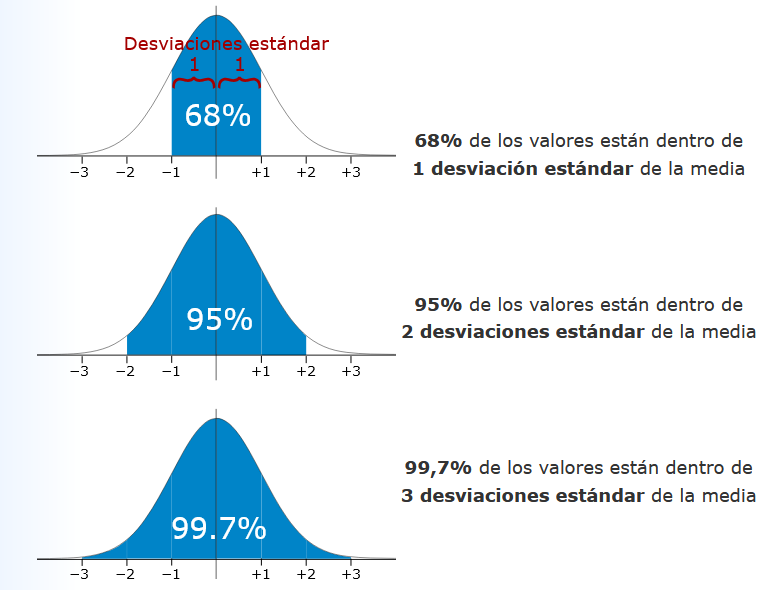 Desviaciones estándar
1 1
68%
−3 −2 −1 +1 +2 +3
68% de los valores están dentro de
1 desviación estándar de la media
95%
−3 −2 −1 +1 +2 +3
95% de los valores están dentro de
2 desviaciones estándar de la media
99.7%
−3 −2 −1 +1 +2 +3
99,7% de los valores están dentro de
3 desviaciones estándar de la media